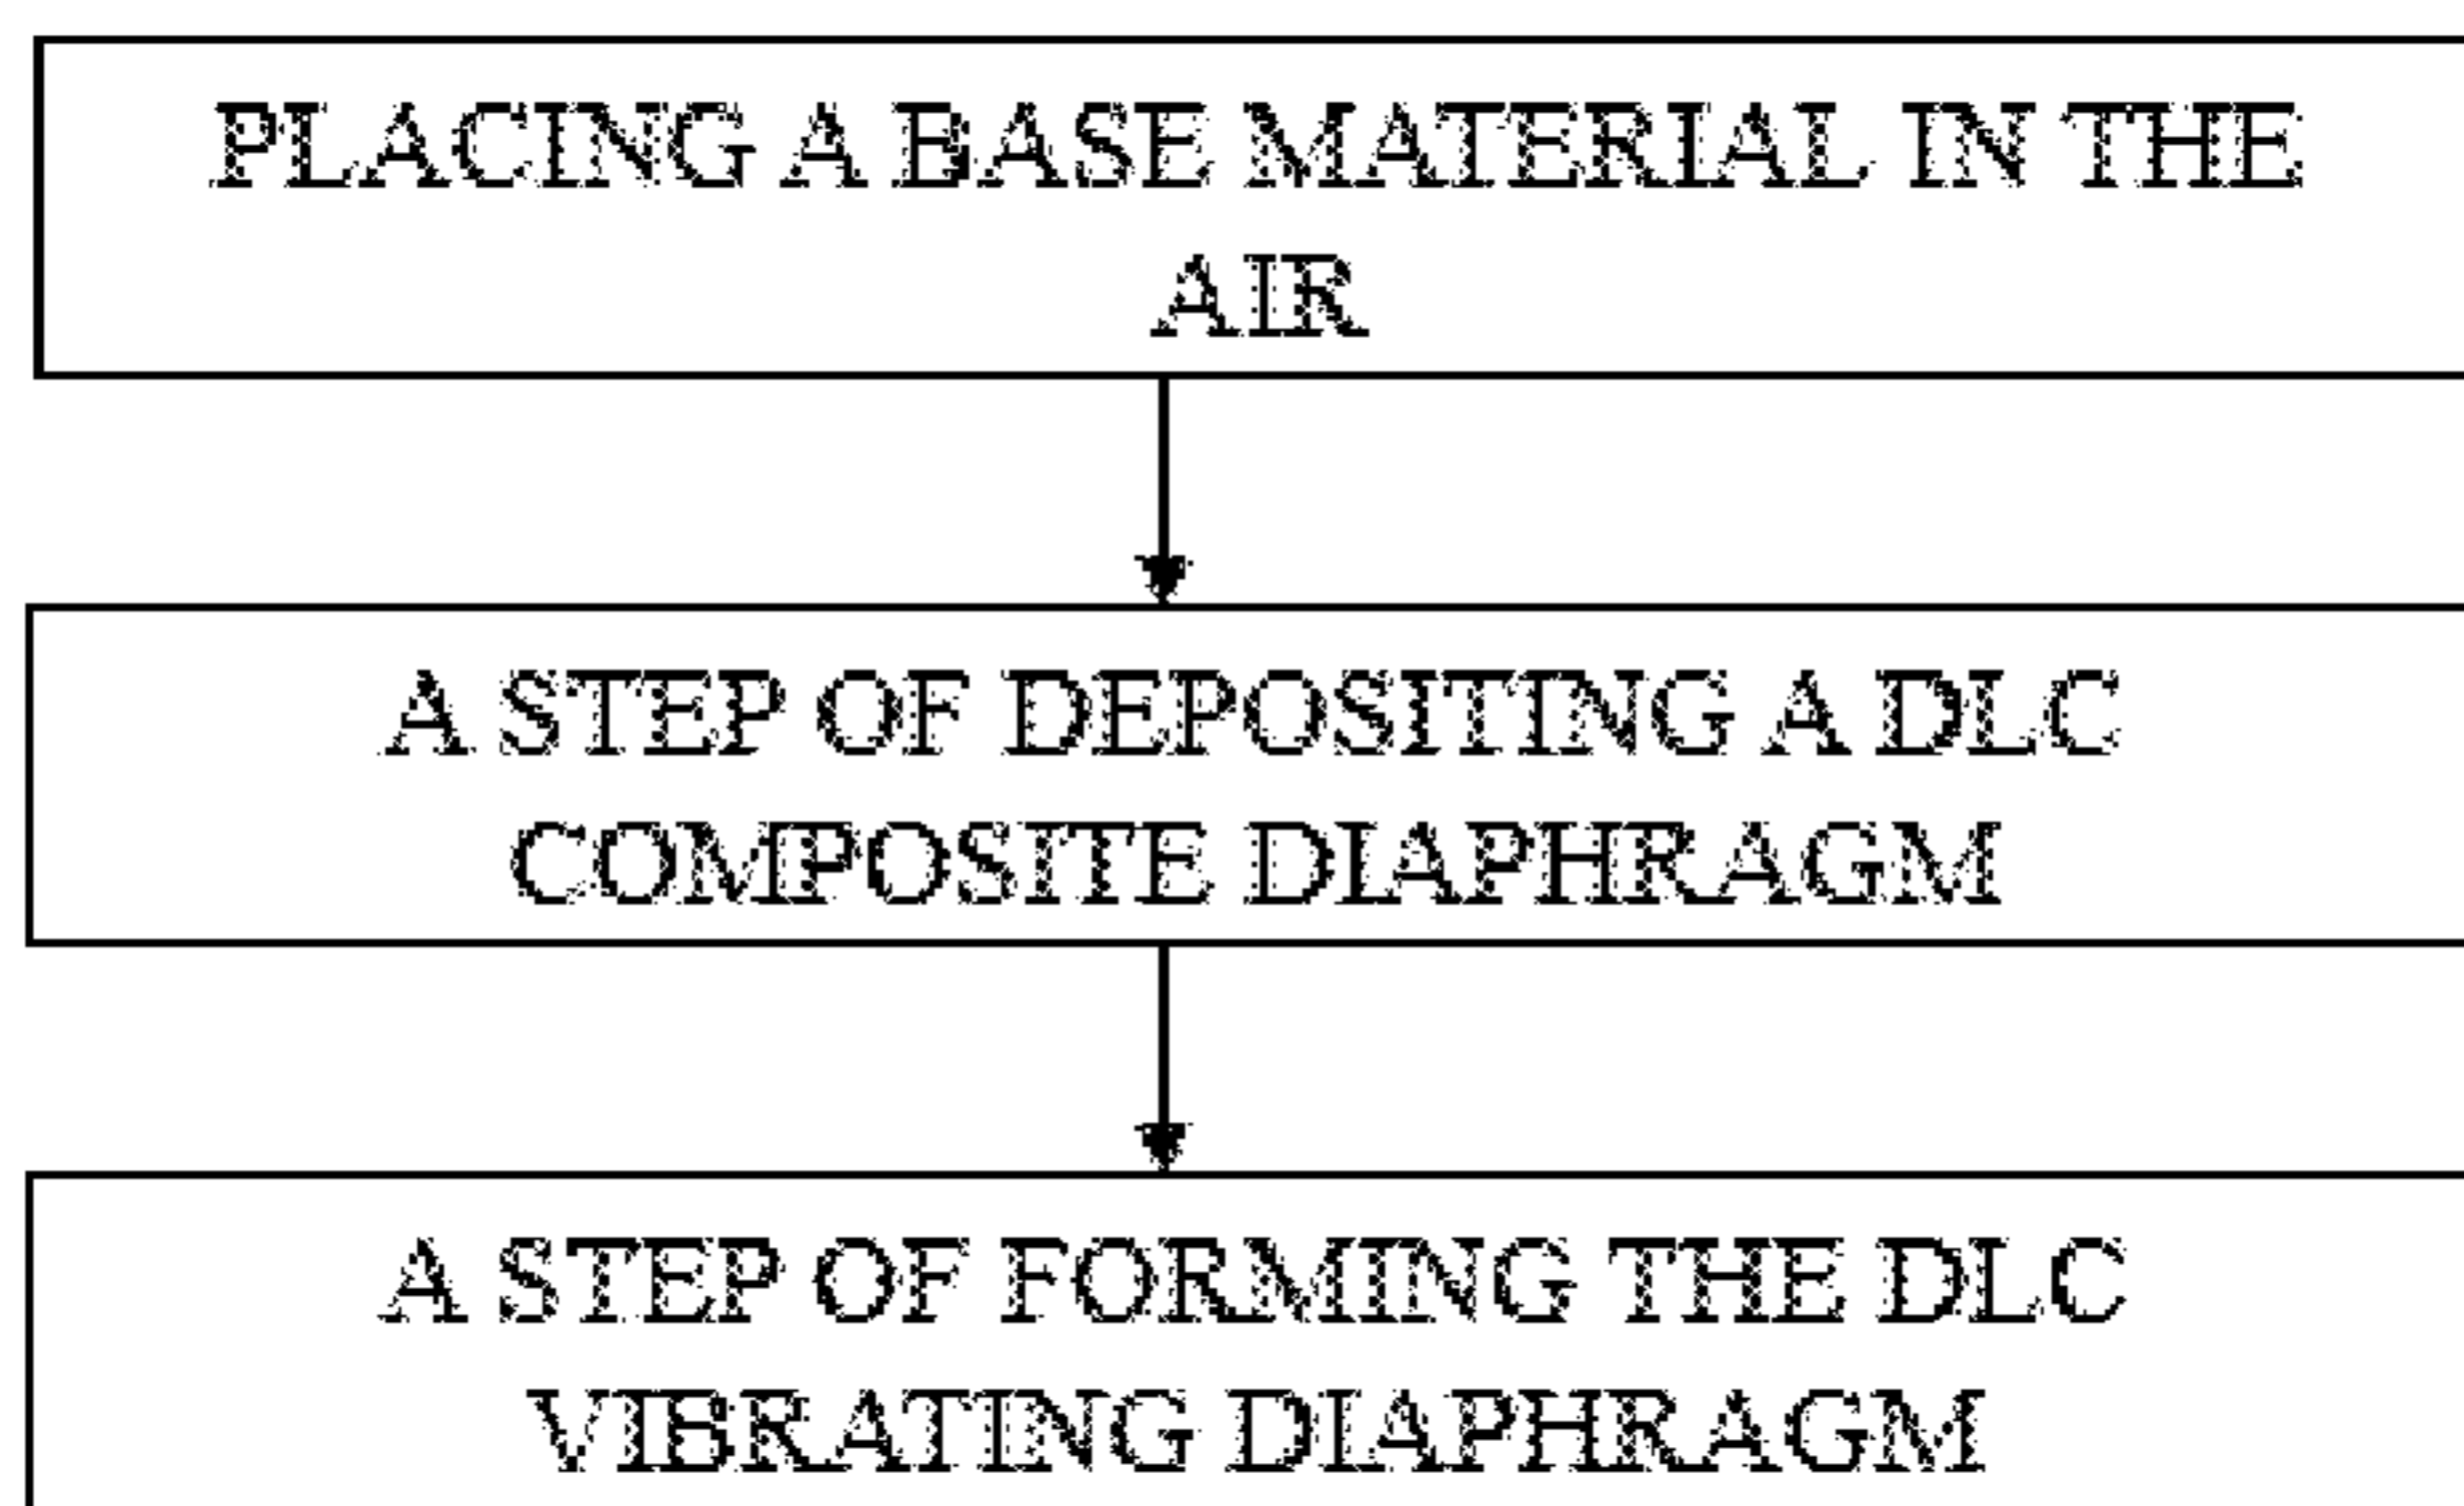 PLACING A BASE MATERIAL IN THE
AIR
A STEP OF DEPOSITING A DLC
COMPOSITE DIAPHRAGM
A STEP OF FORMING THE DLC
VIBRATING DIAPHRAGM